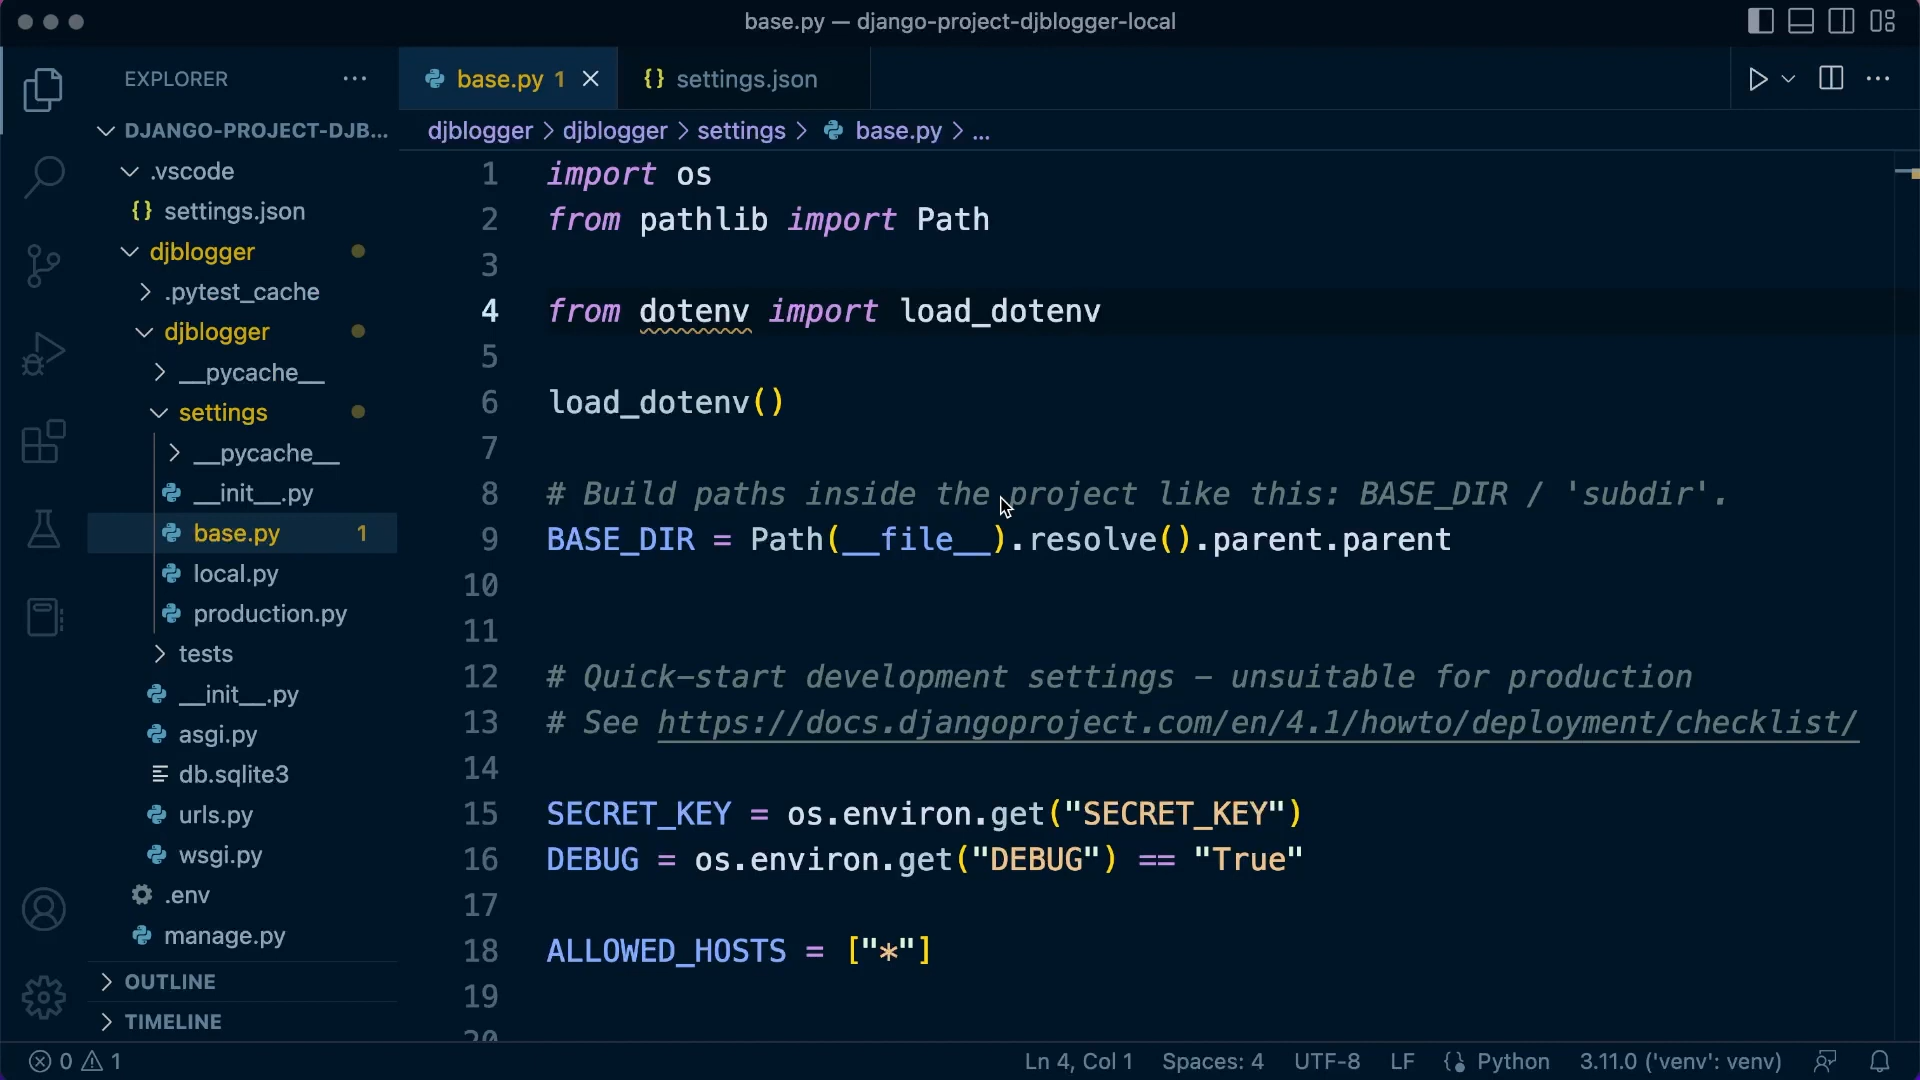 base.py — django-project-djblogger-local
EXPLORER
DJANGO-PROJECT-DJB...
.vscode
{} settings.json
djblogger
.pytest_cache
djblogger
__pycache__
settings
__pycache__
__init__.py
base.py 1
local.py
production.py
tests
__init__.py
asgi.py
db.sqlite3
urls.py
wsgi.py
.env
manage.py
OUTLINE
TIMELINE
base.py 1
{} settings.json
djblogger > djblogger > settings > base.py > ...
1 import os
2 from pathlib import Path
3
4 from dotenv import load_dotenv
5
6 load_dotenv()
7
8 # Build paths inside the project like this: BASE_DIR / 'subdir'.
9 BASE_DIR = Path(__file__).resolve().parent.parent
10
11
12 # Quick-start development settings - unsuitable for production
13 # See https://docs.djangoproject.com/en/4.1/howto/deployment/checklist/
14
15 SECRET_KEY = os.environ.get("SECRET_KEY")
16 DEBUG = os.environ.get("DEBUG") == "True"
17
18 ALLOWED_HOSTS = ["*"]
19
20
0 1
Ln 4, Col 1 Spaces: 4 UTF-8 LF Python 3.11.0 ('venv': venv)